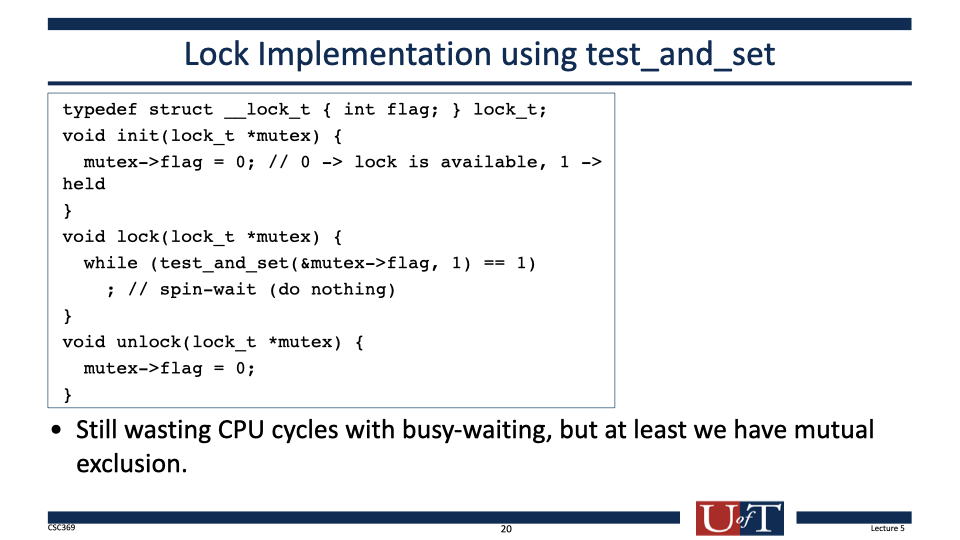 Lock Implementation using test_and_set
typedef struct __lock_t { int flag; } lock_t;
void init(lock_t *mutex) {
mutex->flag = 0; // 0 -> lock is available, 1 ->
held
}
void lock(lock_t *mutex) {
while (test_and_set(&mutex->flag, 1) == 1)
; // spin-wait (do nothing)
}
void unlock(lock_t *mutex) {
mutex->flag = 0;
}
• Still wasting CPU cycles with busy-waiting, but at least we have mutual
exclusion.
CSC369
20
U of T
Lecture 5